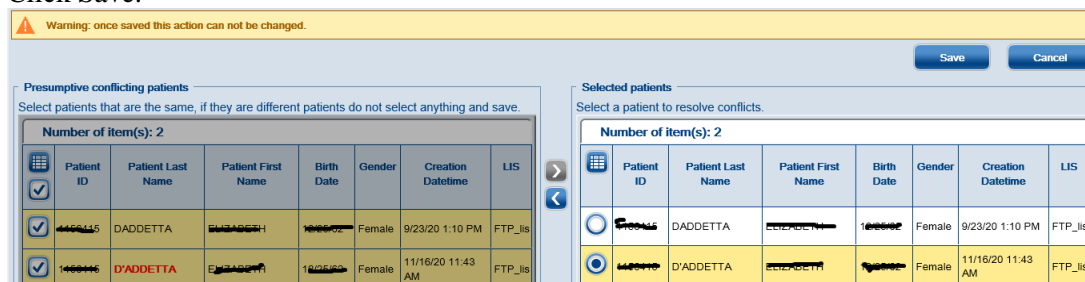 Click Save.
Warning: once saved this action can not be changed.
Save Cancel
Presumptive conflicting patients
Select patients that are the same, if they are different patients do not select anything and save.
Number of item(s): 2
Patient ID Patient Last Name Patient First Name Birth Date Gender Creation Datetime LIS
DADDETTA Female 9/23/20 1:10 PM FTP_lis
D'ADDETTA Female 11/16/20 11:43 AM FTP_lis
Selected patients
Select a patient to resolve conflicts.
Number of item(s): 2
Patient ID Patient Last Name Patient First Name Birth Date Gender Creation Datetime LIS
DADDETTA Female 9/23/20 1:10 PM FTP_lis
D'ADDETTA Female 11/16/20 11:43 AM FTP_lis